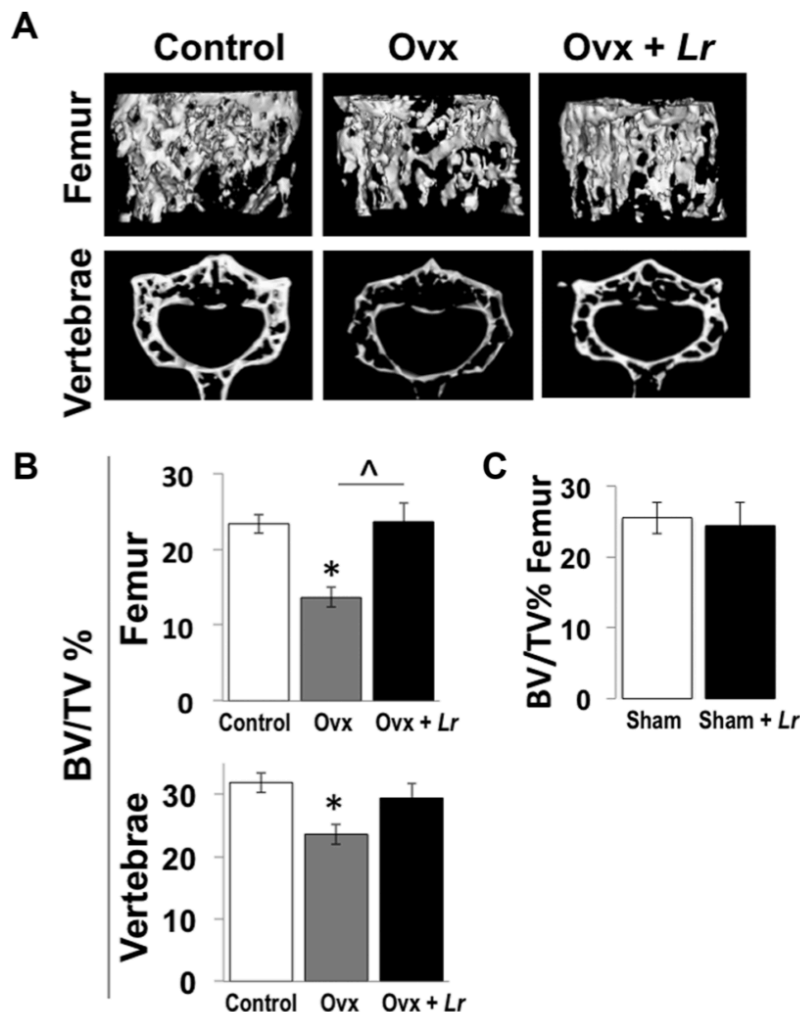 A
Control Ovx Ovx + Lr
Femur
Vertebrae
B
BV/TV %
Femur
30
20
10
0
^
*
Control Ovx Ovx + Lr
Vertebrae
30
20
10
0
*
Control Ovx Ovx + Lr
C
BV/TV% Femur
30
20
10
0
Sham Sham + Lr